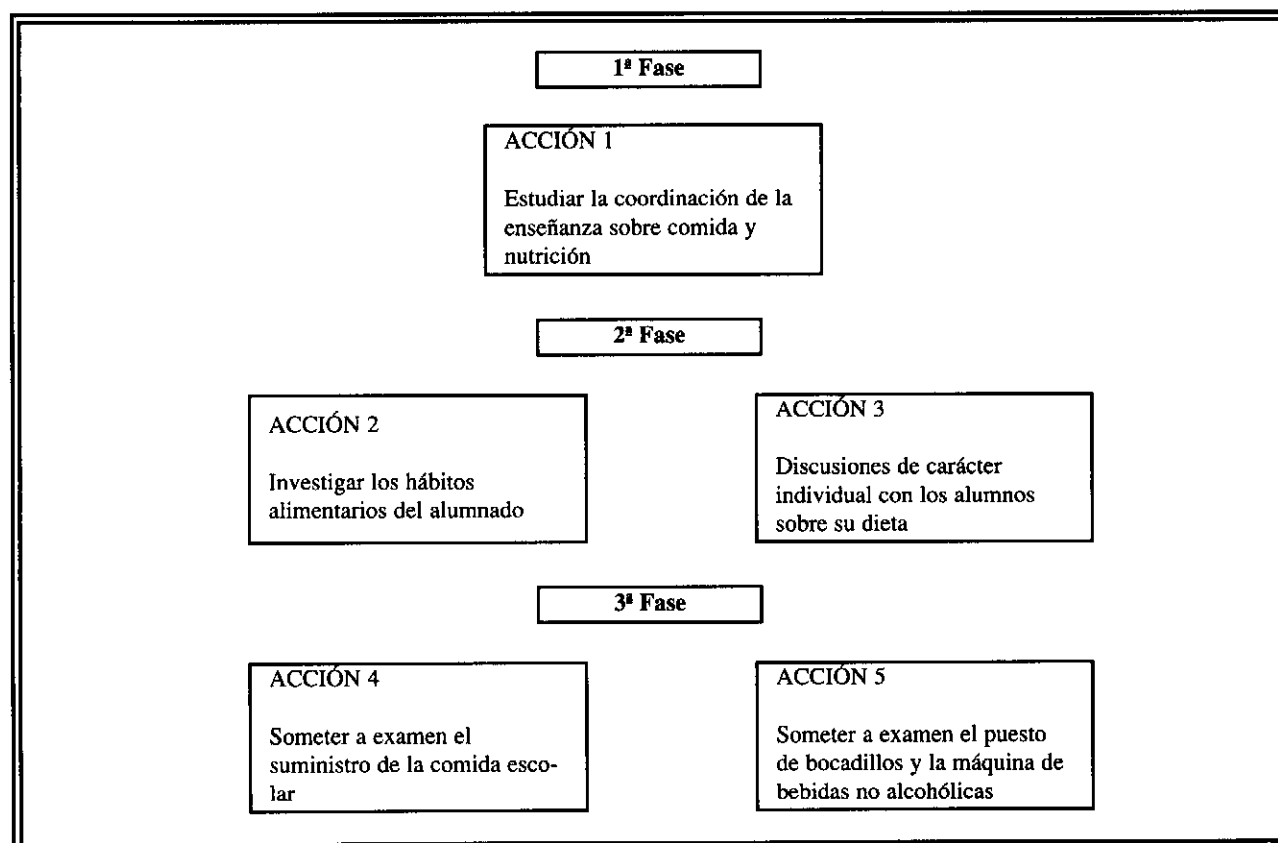 1ª Fase
ACCIÓN 1
Estudiar la coordinación de la
enseñanza sobre comida y
nutrición
2ª Fase
ACCIÓN 2
Investigar los hábitos
alimentarios del alumnado
ACCIÓN 3
Discusiones de carácter
individual con los alumnos
sobre su dieta
3ª Fase
ACCIÓN 4
Someter a examen el
suministro de la comida esco-
lar
ACCIÓN 5
Someter a examen el puesto
de bocadillos y la máquina de
bebidas no alcohólicas